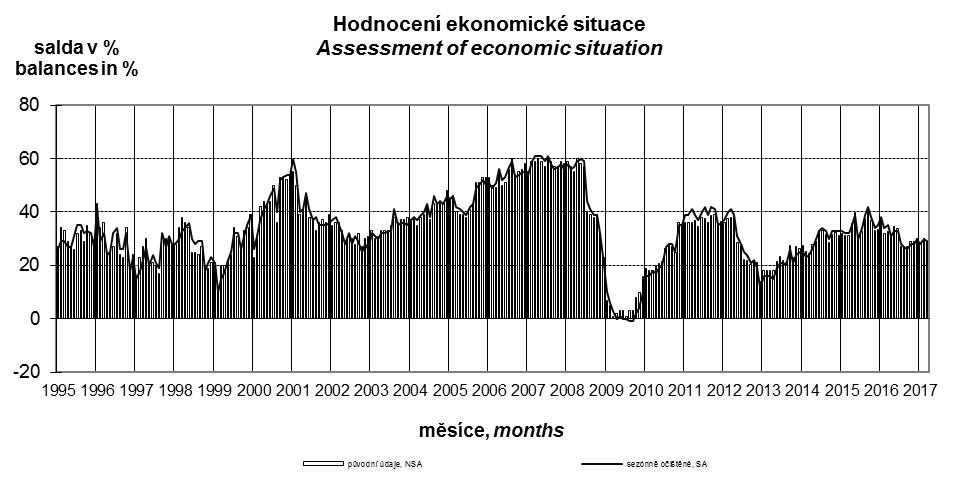 Hodnocení ekonomické situace
Assessment of economic situation
salda v %
balances in %
80
60
40
20
0
-20
1995 1996 1997 1998 1999 2000 2001 2002 2003 2004 2005 2006 2007 2008 2009 2010 2011 2012 2013 2014 2015 2016 2017
měsíce, months
původní údaje, NSA
sezónně očištěné, SA